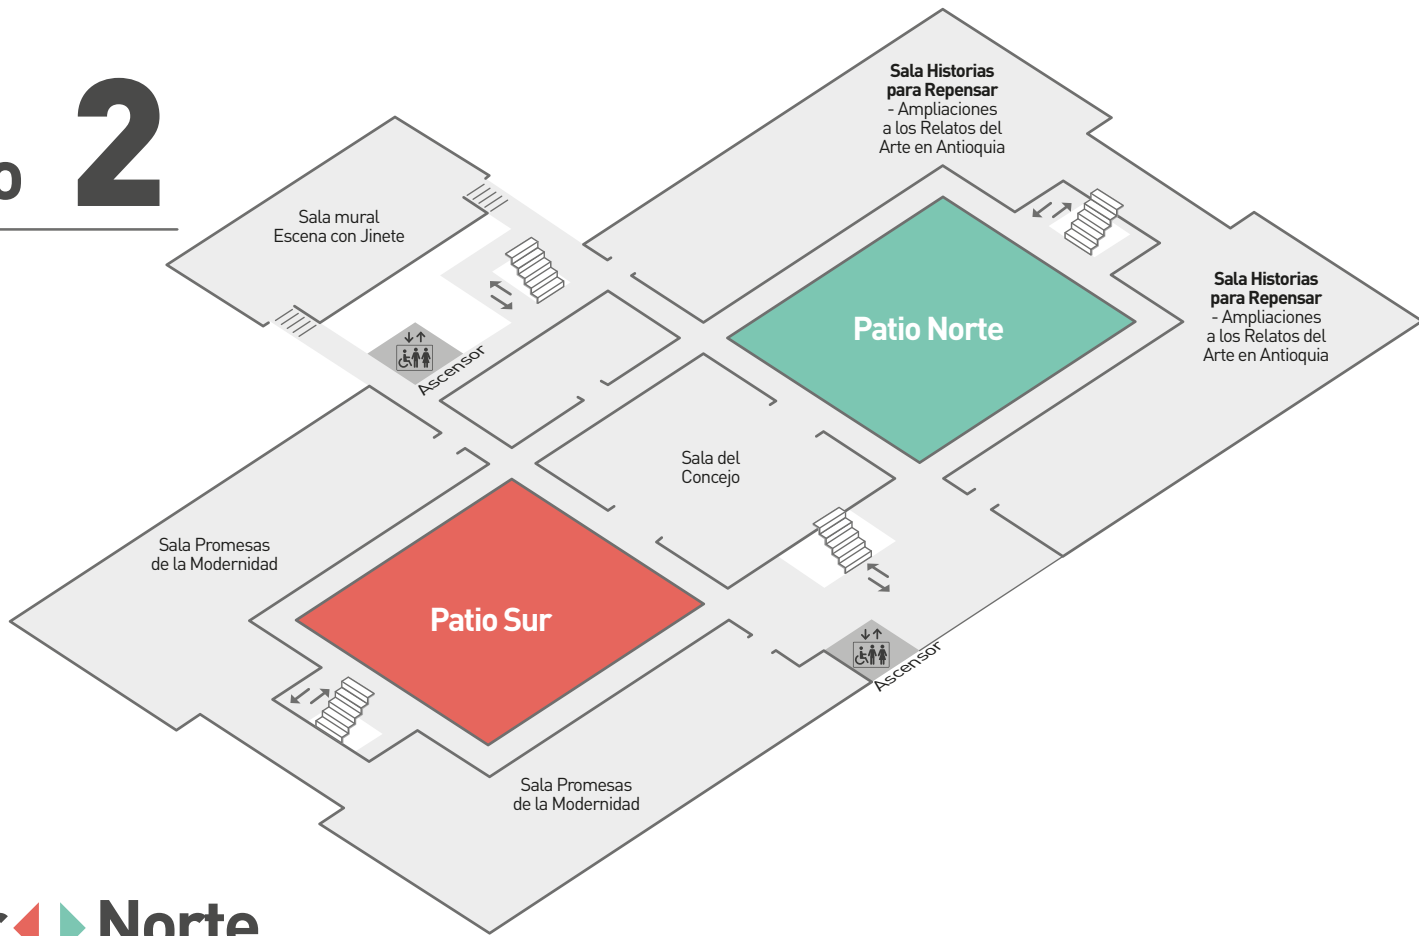 2
Sala Historias
para Repensar
- Ampliaciones
a los Relatos del
Arte en Antioquia
Sala mural
Escena con Jinete
Sala Historias
para Repensar
- Ampliaciones
a los Relatos del
Arte en Antioquia
Patio Norte
Ascensor
Sala del
Concejo
Sala Promesas
de la Modernidad
Patio Sur
Ascensor
Sala Promesas
de la Modernidad
Norte